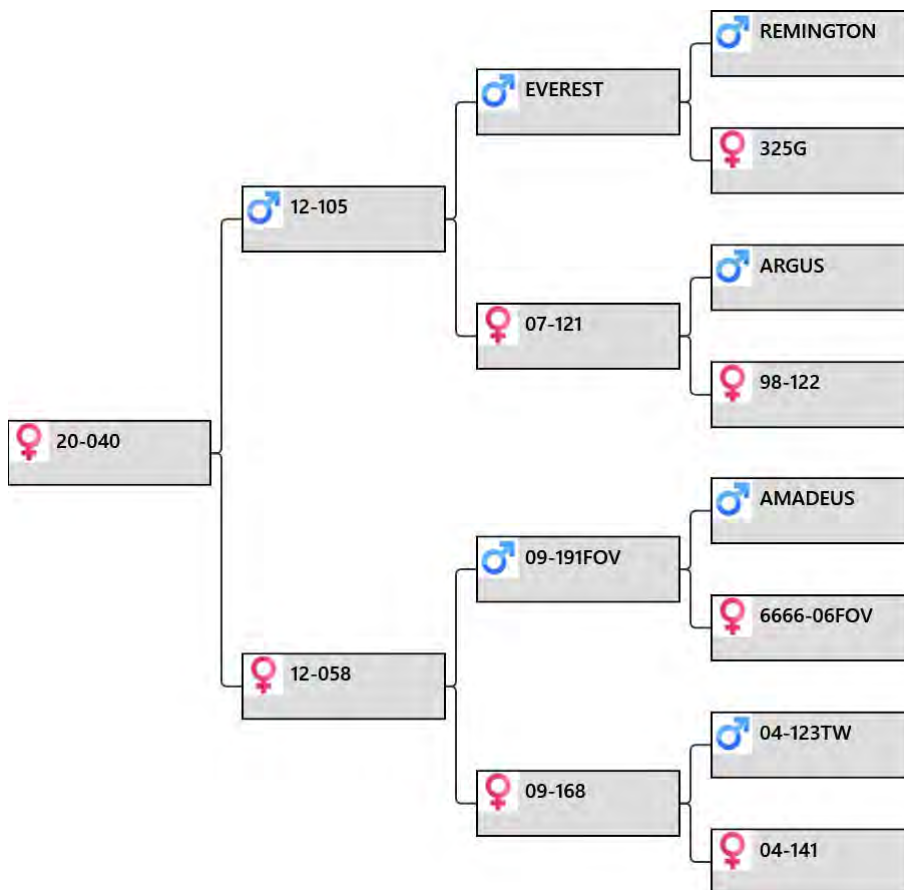 REMINGTON
EVEREST
325G
12-105
ARGUS
07-121
98-122
20-040
AMADEUS
09-191FOV
6666-06FOV
12-058
04-123TW
09-168
04-141